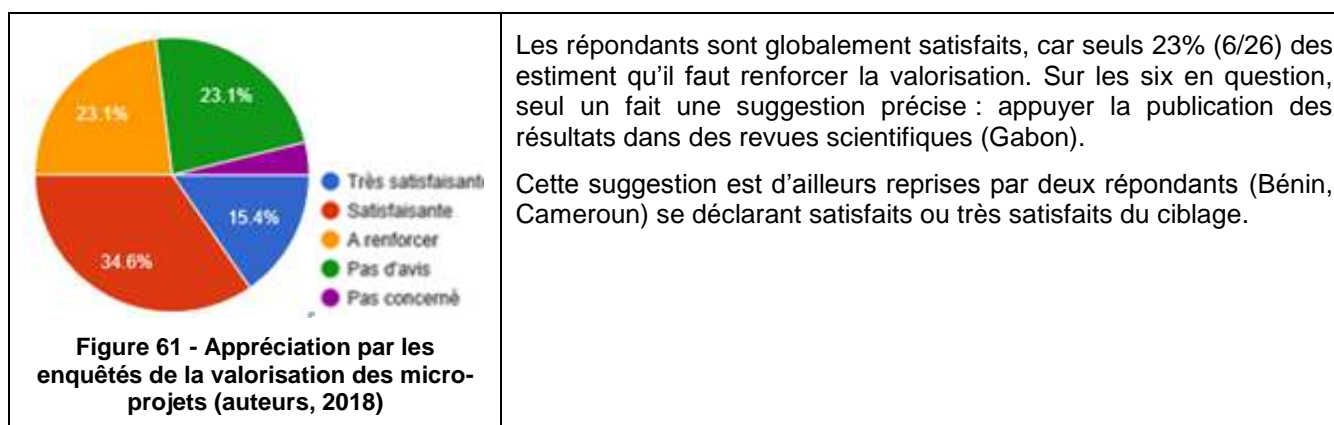 23.1%
23.1%
15.4%
34.6%
Très satisfaisant
Satisfaisante
A renforcer
Pas d'avis
Pas concerné
Figure 61 - Appréciation par les
enquêtés de la valorisation des micro-
projets (auteurs, 2018)
Les répondants sont globalement satisfaits, car seuls 23% (6/26) des
estiment qu'il faut renforcer la valorisation. Sur les six en question,
seul un fait une suggestion précise : appuyer la publication des
résultats dans des revues scientifiques (Gabon).
Cette suggestion est d'ailleurs reprises par deux répondants (Bénin,
Cameroun) se déclarant satisfaits ou très satisfaits du ciblage.